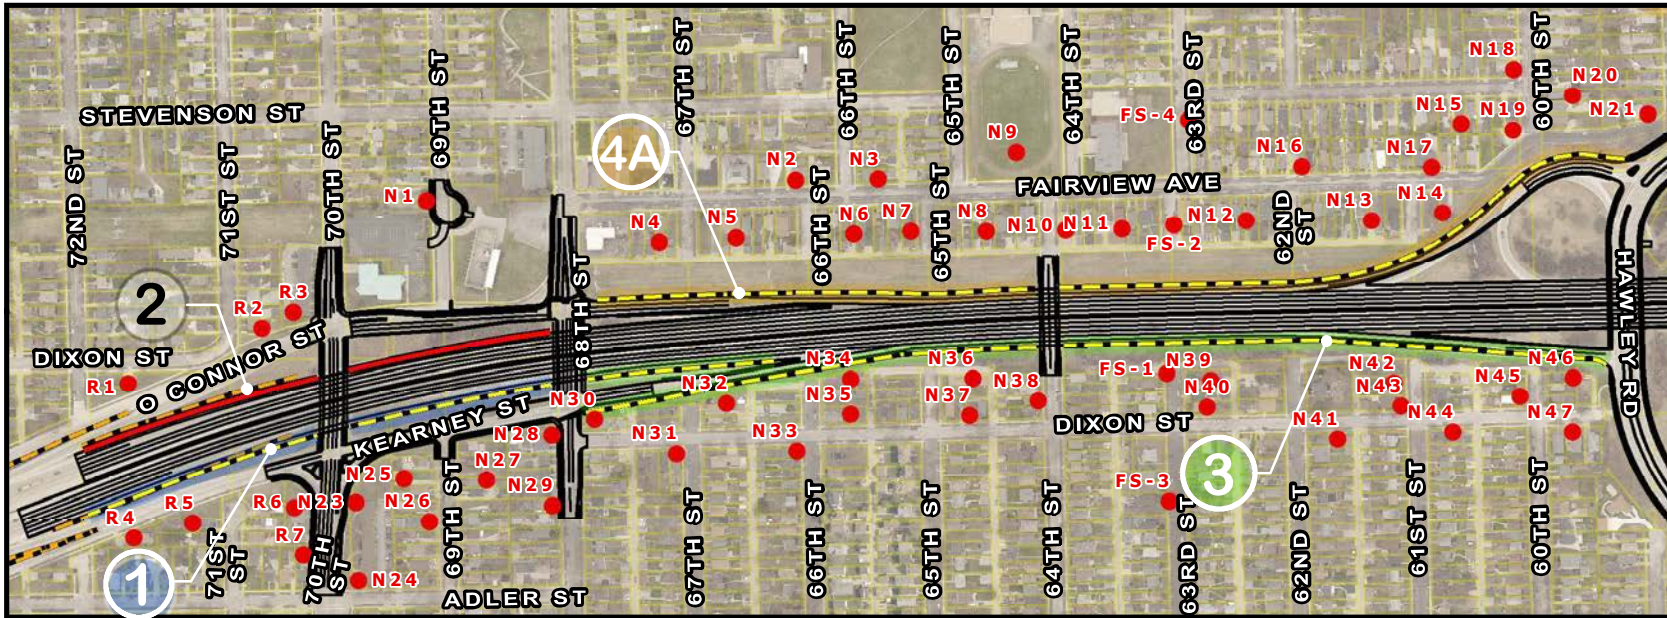 STEVENSON ST
72ND ST
71ST ST
70TH ST
69TH ST
67TH ST
66TH ST
65TH ST
64TH ST
63RD ST
60TH ST
N18
N20
N21
N15
N19
FS-4
4A
N9
N16
N17
N2
N3
FAIRVIEW AVE
66TH ST
65TH ST
N1
N4
N5
N6
N7
N8
N10
N11
FS-2
N12
62ND
ST
N13
N14
68TH ST
HAWLEY RD
2
R2
R3
DIXON ST
O CONNOR ST
R1
N34
N36
FS-1
N39
N42
N46
N32
N35
N37
N38
N40
N43
N45
N30
KEARNEY ST
N28
N31
N33
DIXON ST
N41
N44
N47
N25
N27
N23
N26
N29
FS-3
3
R4
R5
R6
R7
1
71ST
ST
70TH
ST
N24
69TH ST
ADLER ST
67TH ST
66TH ST
65TH ST
64TH ST
63RD ST
62ND ST
61ST ST
60TH ST